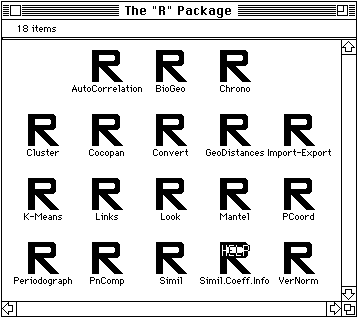 The "R" Package
18 items
R R R
AutoCorrelation BioGeo Chrono
R R R R R
Cluster Cocopan Convert GeoDistances Import-Export
R R R R R
K-Means Links Look Mantel PCoord
R R R R R
HELP
Periodograph PnComp Simil Simil.Coeff.Info VerNorm